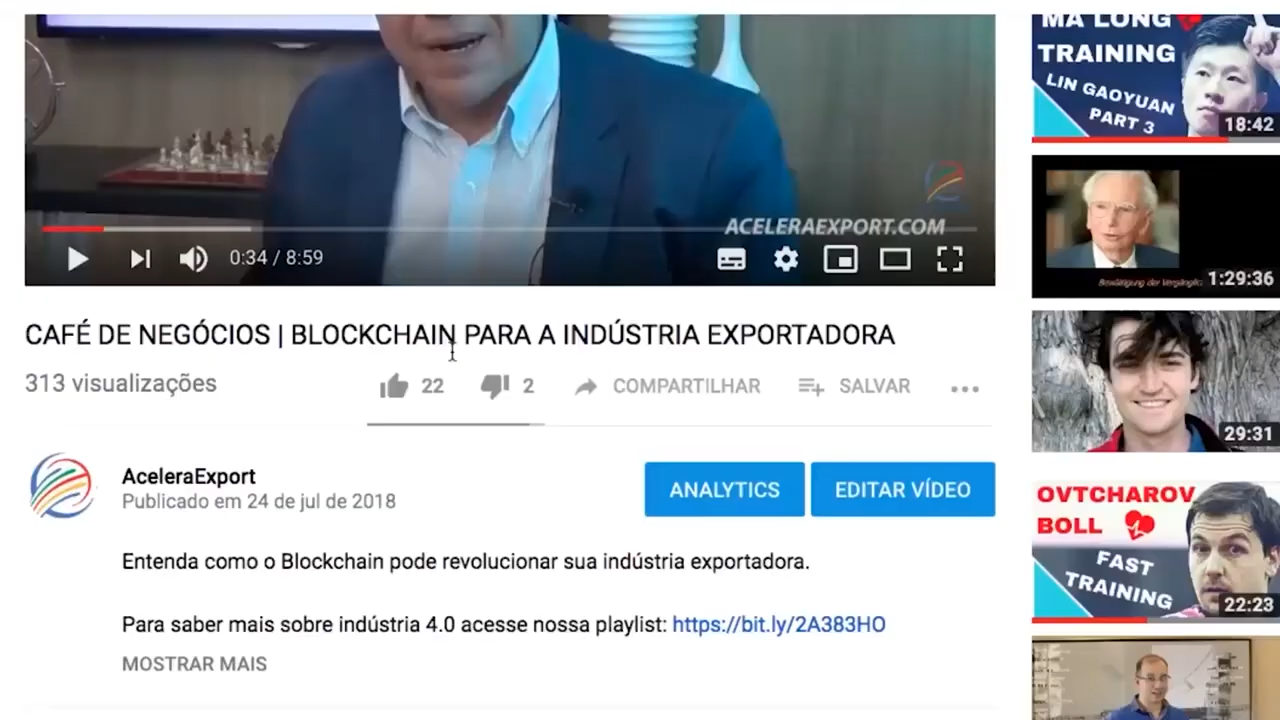 ACELERAEXPORT.COM
0:34 / 8:59
CAFÉ DE NEGÓCIOS | BLOCKCHAIN PARA A INDÚSTRIA EXPORTADORA
313 visualizações
22
2
COMPARTILHAR
SALVAR
AceleraExport
Publicado em 24 de jul de 2018
ANALYTICS
EDITAR VÍDEO
Entenda como o Blockchain pode revolucionar sua indústria exportadora.
Para saber mais sobre indústria 4.0 acesse nossa playlist: https://bit.ly/2A383HO
MOSTRAR MAIS
MA LONG
TRAINING
LIN GAOYUAN
PART 3
18:42
Bewältigung der Vergangenh
1:29:36
29:31
OVTCHAROV
BOLL
FAST
TRAINING
22:23